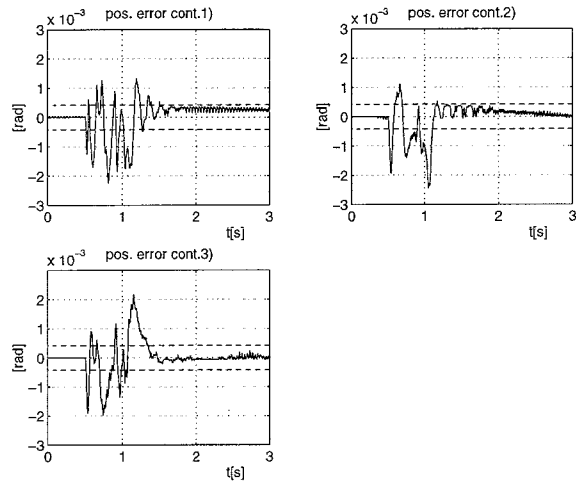 x 10⁻³ pos. error cont.1)
3
2
1
0
−1
−2
−3
[rad]
0 1 2 3
t[s]
x 10⁻³ pos. error cont.2)
3
2
1
0
−1
−2
−3
[rad]
0 1 2 3
t[s]
x 10⁻³ pos. error cont.3)
2
1
0
−1
−2
−3
[rad]
0 1 2 3
t[s]